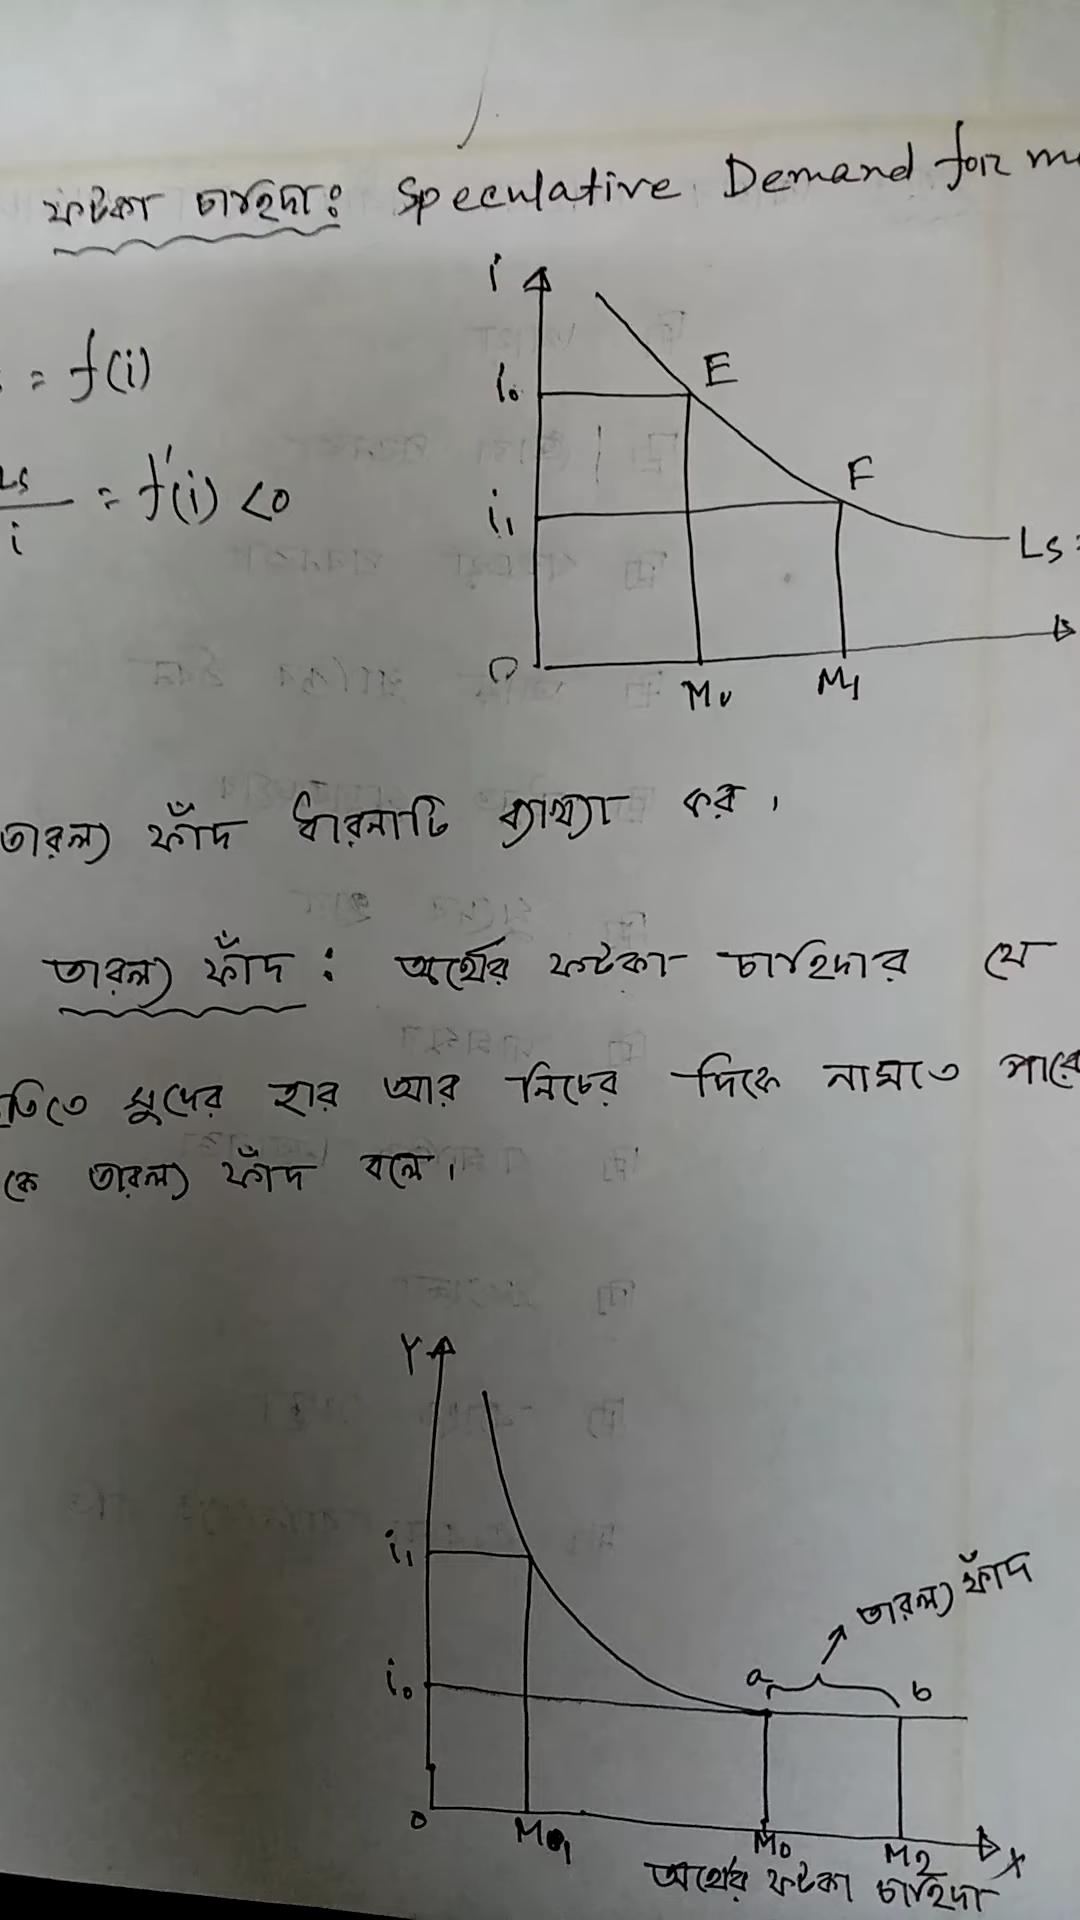 ফটকা চাহিদা: Speculative Demand for m
i
= f(i)
i₀
E
Ls/i = f'(i) <0
i₁
F
Ls =
O
M₀
M₁
তারল্য ফাঁদ ধারনাটি ব্যাখ্যা কর।
তারল্য ফাঁদ : অর্থের ফটকা চাহিদার যে
সুদের হার আর নিচের দিকে নামতে পারে
কে তারল্য ফাঁদ বলে।
Y
i₁
তারল্য ফাঁদ
i₀
a
b
O
M₁
M₀
M₂
X
অর্থের ফটকা চাহিদা